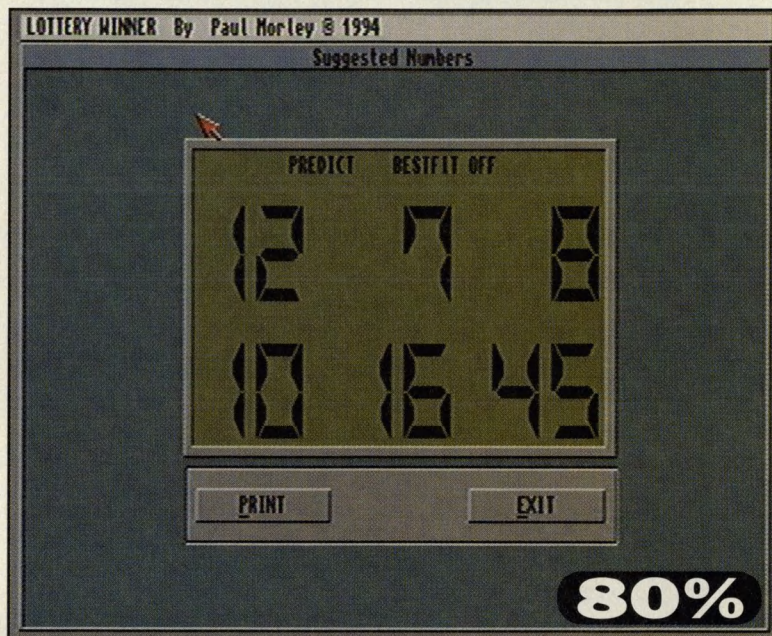 LOTTERY WINNER By Paul Morley © 1994
Suggested Numbers
PREDICT BESTFIT OFF
12 7 8
10 16 45
PRINT EXIT
80%